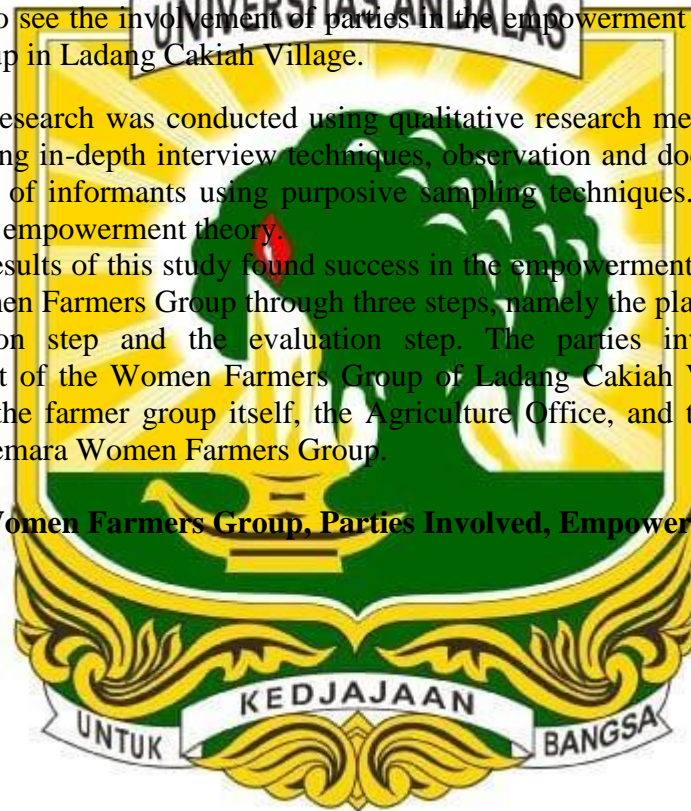 o see the involvement of parties in the empowerment
UNIVERSITAS ANDALAS
up in Ladang Cakiah Village.
esearch was conducted using qualitative research me
ng in-depth interview techniques, observation and do
of informants using purposive sampling techniques.
empowerment theory.
esults of this study found success in the empowerment
men Farmers Group through three steps, namely the pla
on step and the evaluation step. The parties inv
t of the Women Farmers Group of Ladang Cakiah V
the farmer group itself, the Agriculture Office, and t
emara Women Farmers Group.
Women Farmers Group, Parties Involved, Empower
UNTUK KEDJAJAAN BANGSA